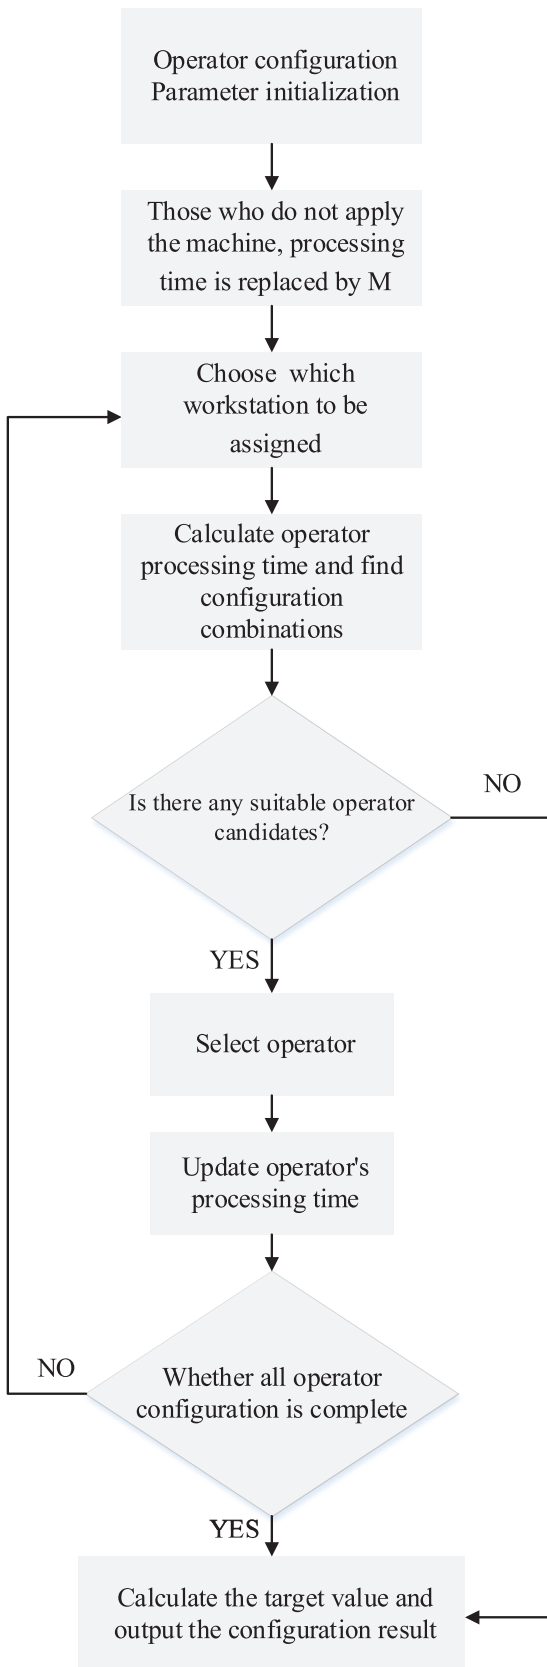 Operator configuration
Parameter initialization
Those who do not apply
the machine, processing
time is replaced by M
Choose which
workstation to be
assigned
Calculate operator
processing time and find
configuration
combinations
Is there any suitable operator
candidates?
NO
YES
Select operator
Update operator's
processing time
Whether all operator
configuration is complete
NO
YES
Calculate the target value and
output the configuration result